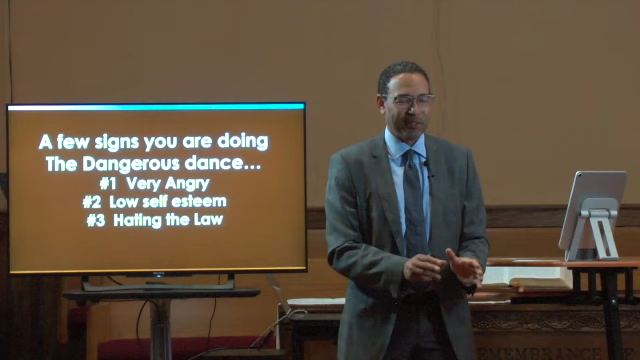 A few signs you are doing
The Dangerous dance...
#1 Very Angry
#2 Low self esteem
#3 Hating the Law